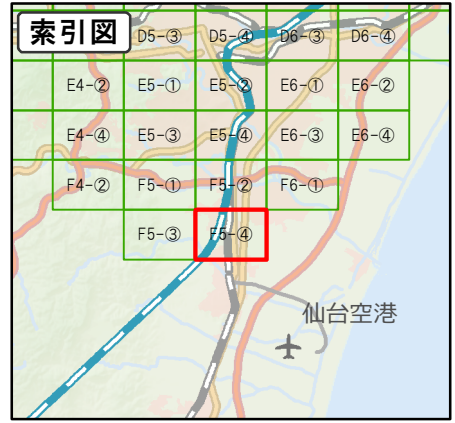 索引図
D5-③ D5-④ D6-③ D6-④
E4-② E5-① E5-② E6-① E6-②
E4-④ E5-③ E5-④ E6-③ E6-④
F4-② F5-① F5-② F6-①
F5-③ F5-④
仙台空港